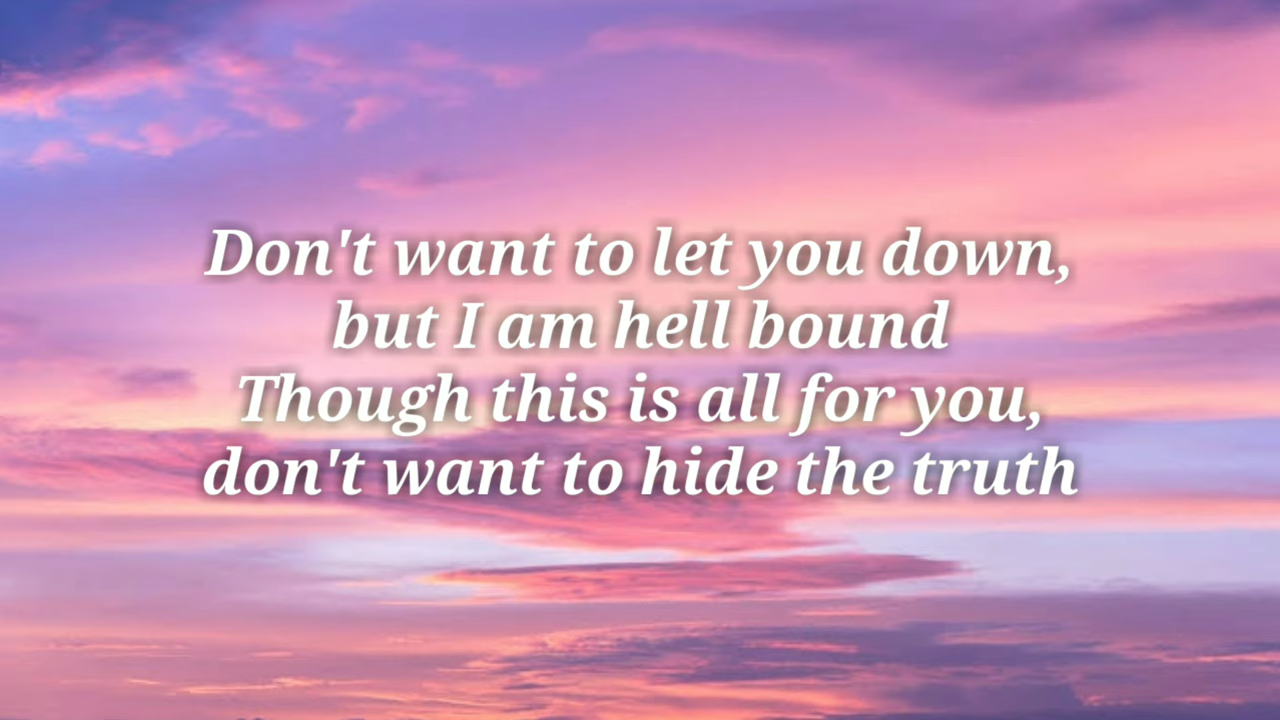 Don't want to let you down,
but I am hell bound
Though this is all for you,
don't want to hide the truth